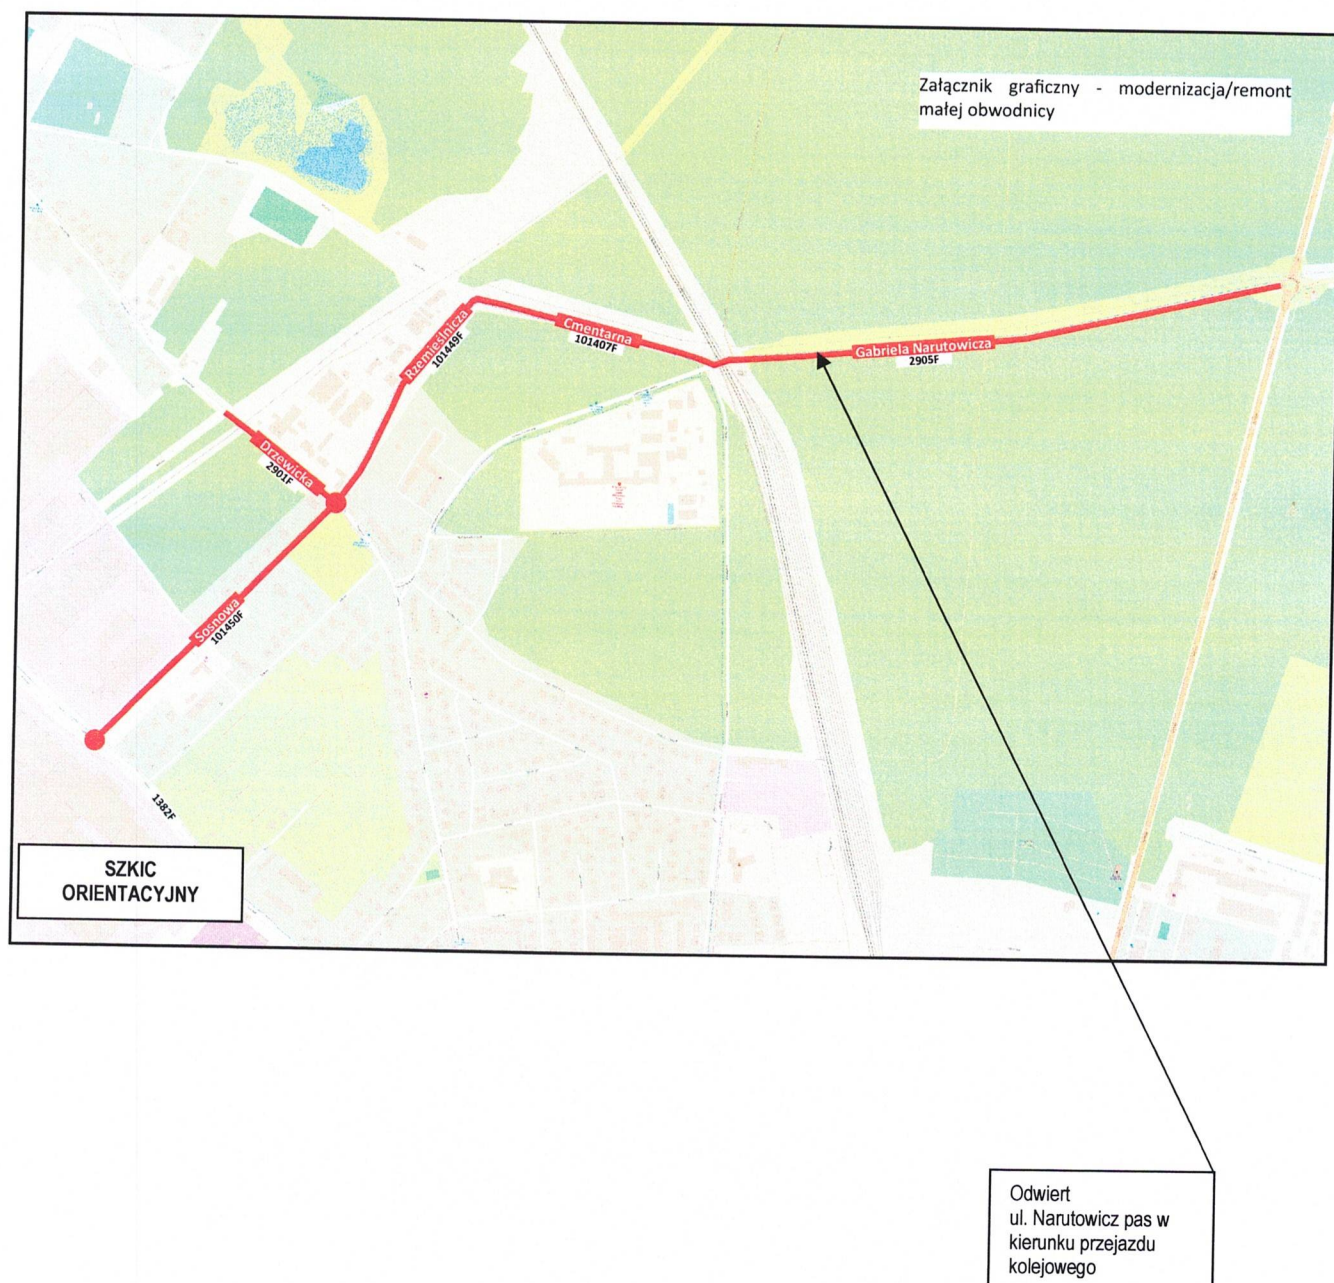 Załącznik graficzny - modernizacja/remont
małej obwodnicy
Rzemieślnicza
101449F
Cmentarna
101407F
Gabriela Narutowicza
2905F
Drzewicka
2901F
Sosnowa
101450F
1382F
SZKIC
ORIENTACYJNY
Odwiert
ul. Narutowicz pas w
kierunku przejazdu
kolejowego